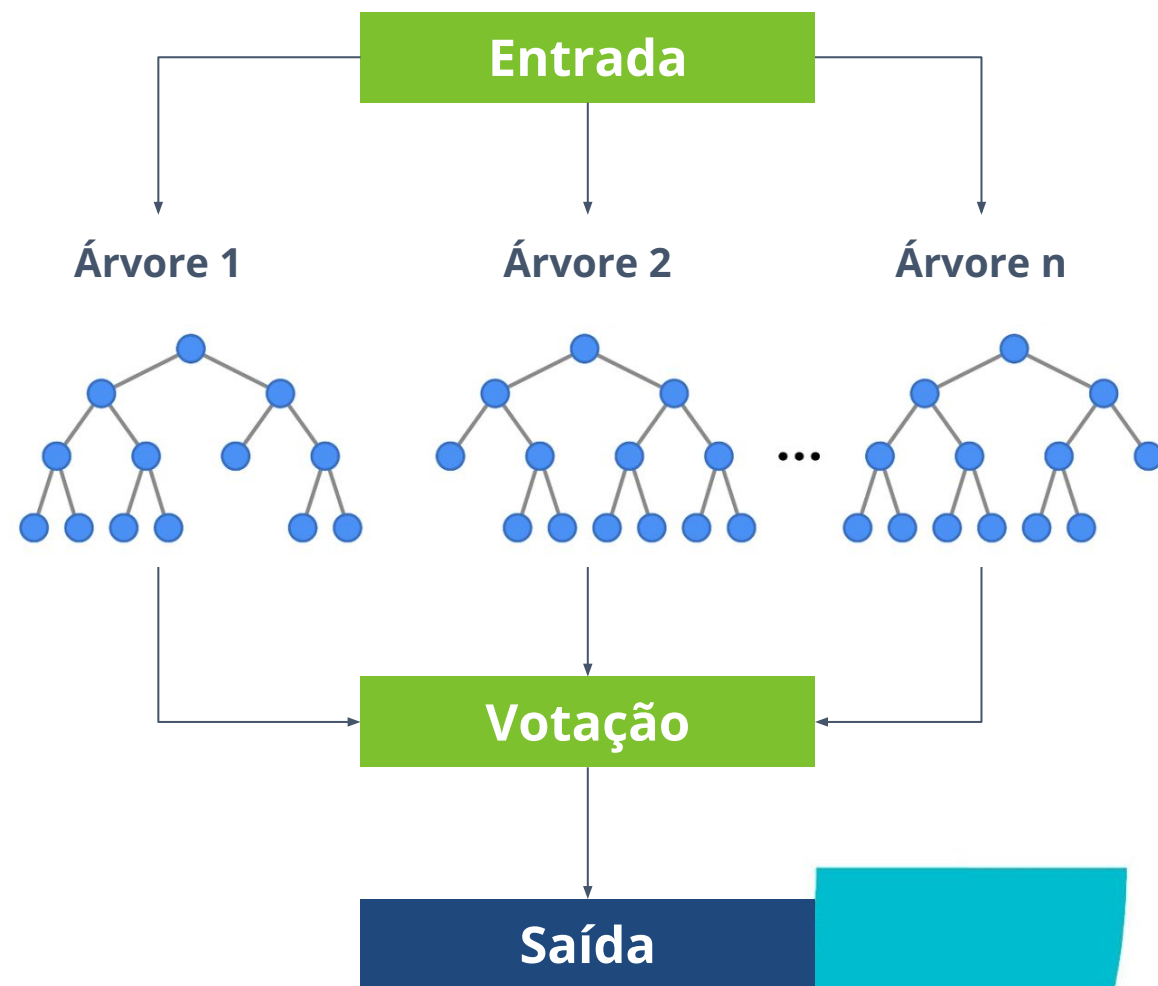 Entrada
Árvore 1
Árvore 2
Árvore n
...
Votação
Saída